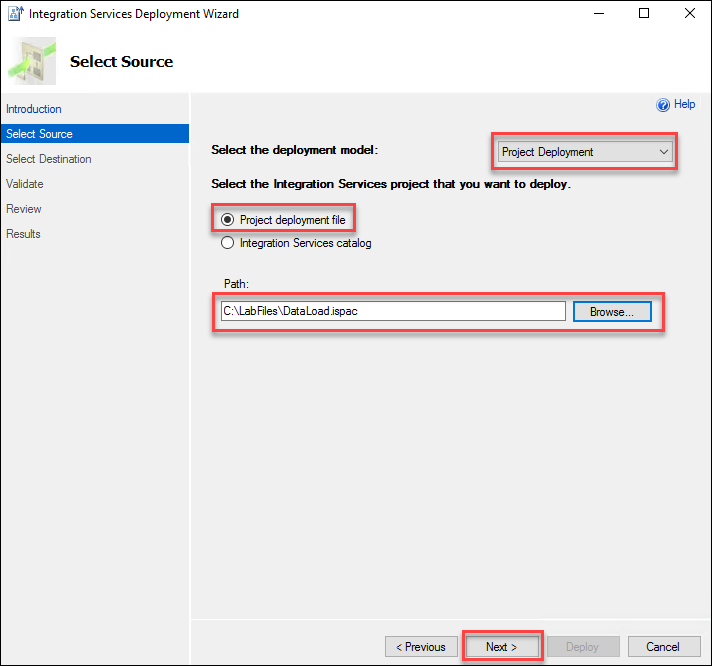 Integration Services Deployment Wizard
Select Source
Help
Introduction
Select Source
Select Destination
Validate
Review
Results
Select the deployment model:
Project Deployment
Select the Integration Services project that you want to deploy.
Project deployment file
Integration Services catalog
Path:
C:\LabFiles\DataLoad.ispac
Browse...
< Previous
Next >
Deploy
Cancel